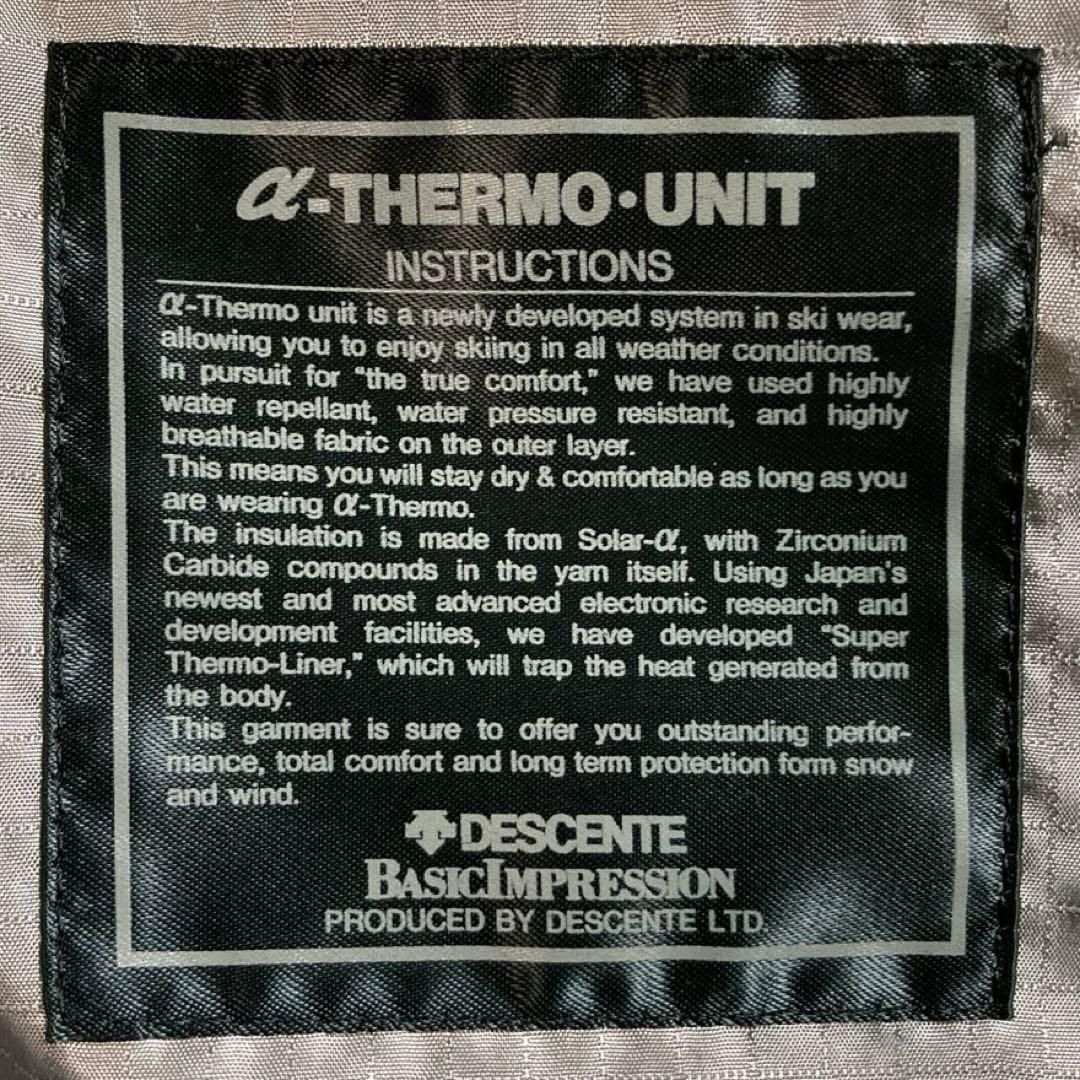 α-THERMO•UNIT
INSTRUCTIONS
α-Thermo unit is a newly developed system in ski wear,
allowing you to enjoy skiing in all weather conditions.
In pursuit for "the true comfort," we have used highly
water repellant, water pressure resistant, and highly
breathable fabric on the outer layer.
This means you will stay dry & comfortable as long as you
are wearing α-Thermo.
The insulation is made from Solar-α, with Zirconium
Carbide compounds in the yarn itself. Using Japan's
newest and most advanced electronic research and
development facilities, we have developed "Super
Thermo-Liner," which will trap the heat generated from
the body.
This garment is sure to offer you outstanding perfor-
mance, total comfort and long term protection form snow
and wind.
DESCENTE
BASICIMPRESSION
PRODUCED BY DESCENTE LTD.